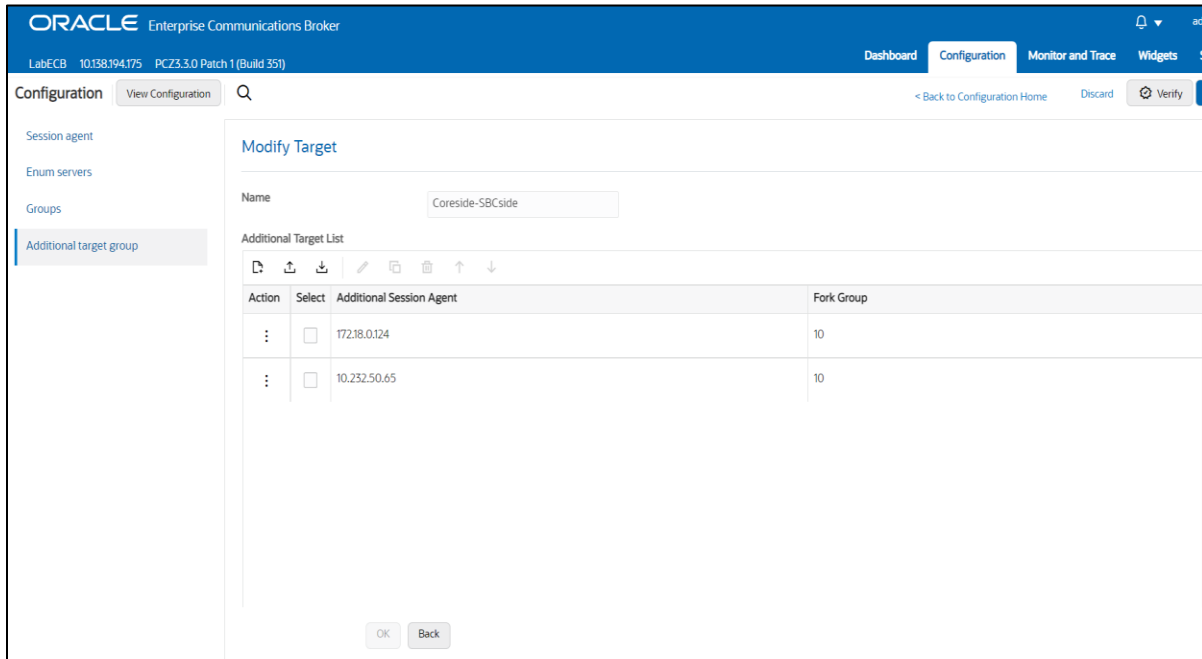 ORACLE Enterprise Communications Broker
LabECB 10.138.194.175 PCZ3.3.0 Patch 1 (Build 351)
Dashboard Configuration Monitor and Trace Widgets
Configuration View Configuration < Back to Configuration Home Discard Verify
Session agent
Enum servers
Groups
Additional target group
Modify Target
Name Coreside-SBCside
Additional Target List
Action Select Additional Session Agent Fork Group
172.18.0.124 10
10.232.50.65 10
OK Back